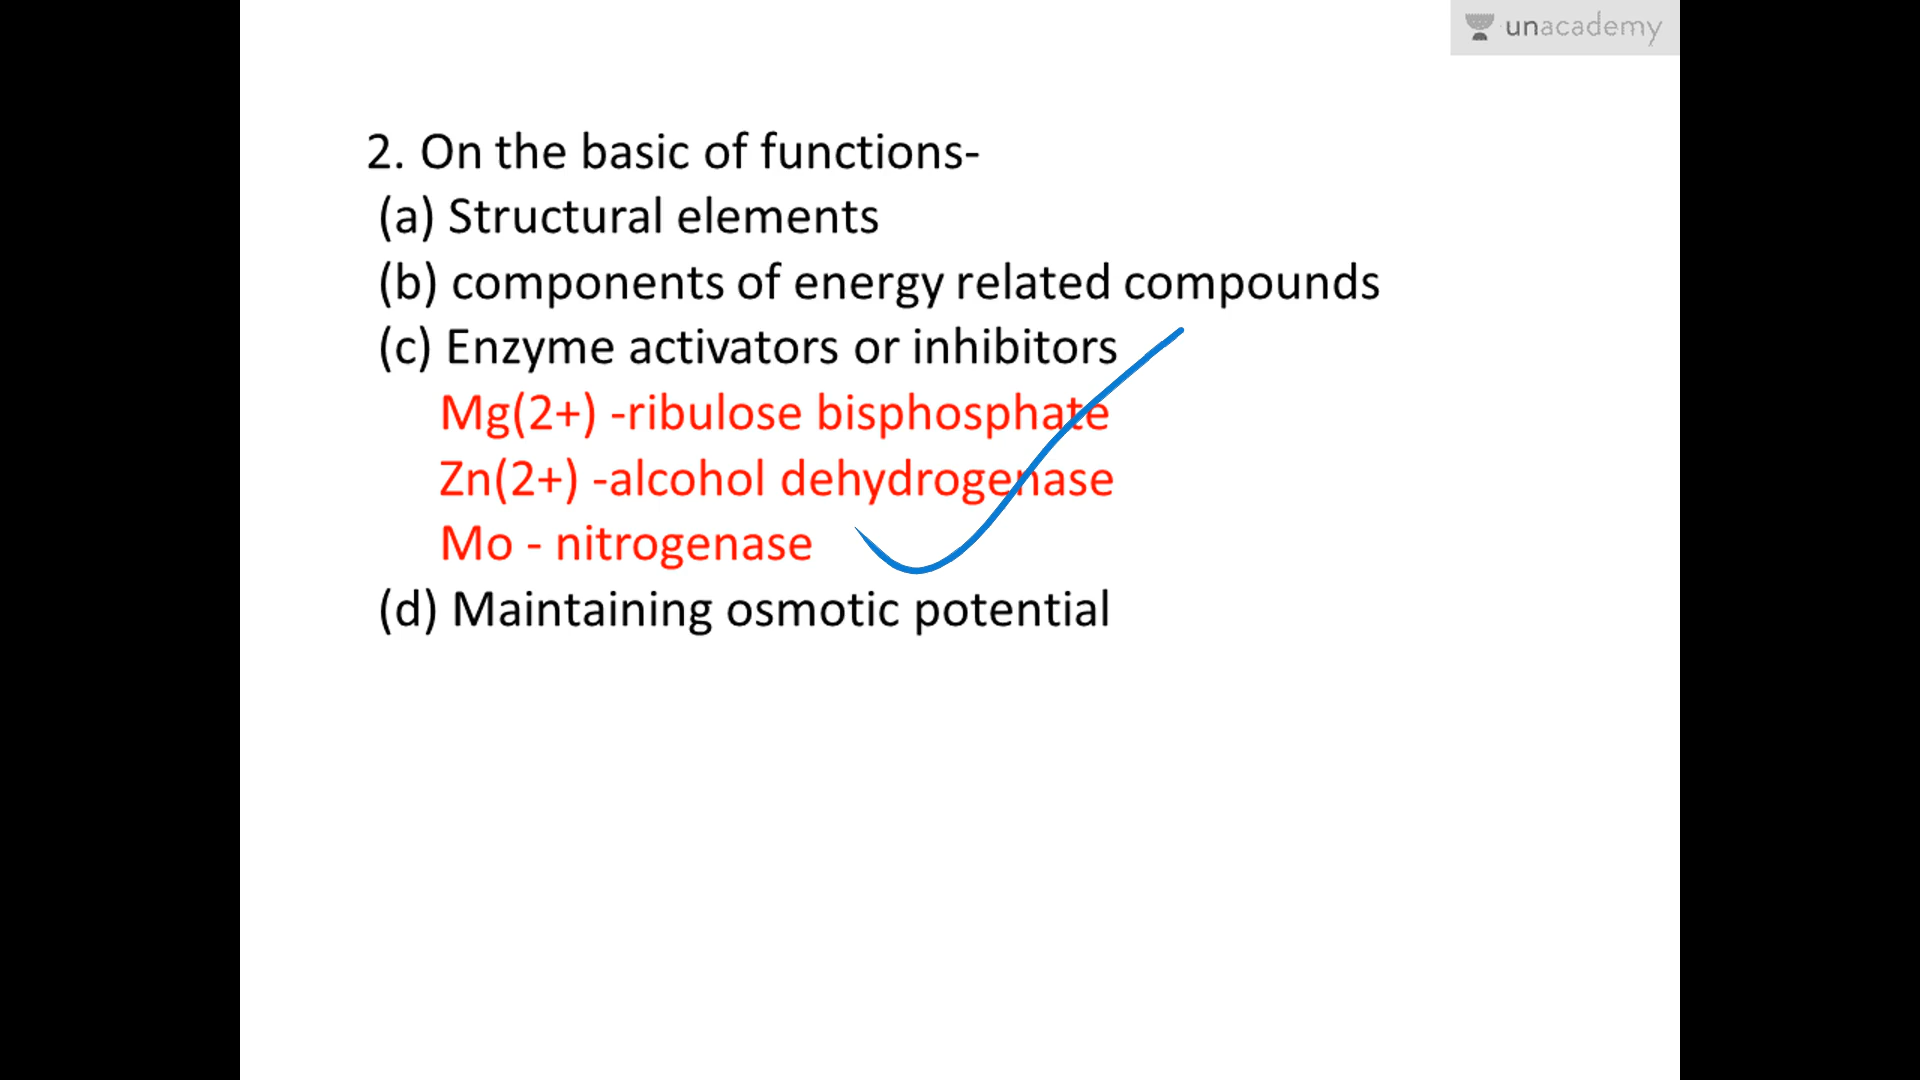 unacademy
2. On the basic of functions-
(a) Structural elements
(b) components of energy related compounds
(c) Enzyme activators or inhibitors
Mg(2+) -ribulose bisphosphate
Zn(2+) -alcohol dehydrogenase
Mo - nitrogenase
(d) Maintaining osmotic potential